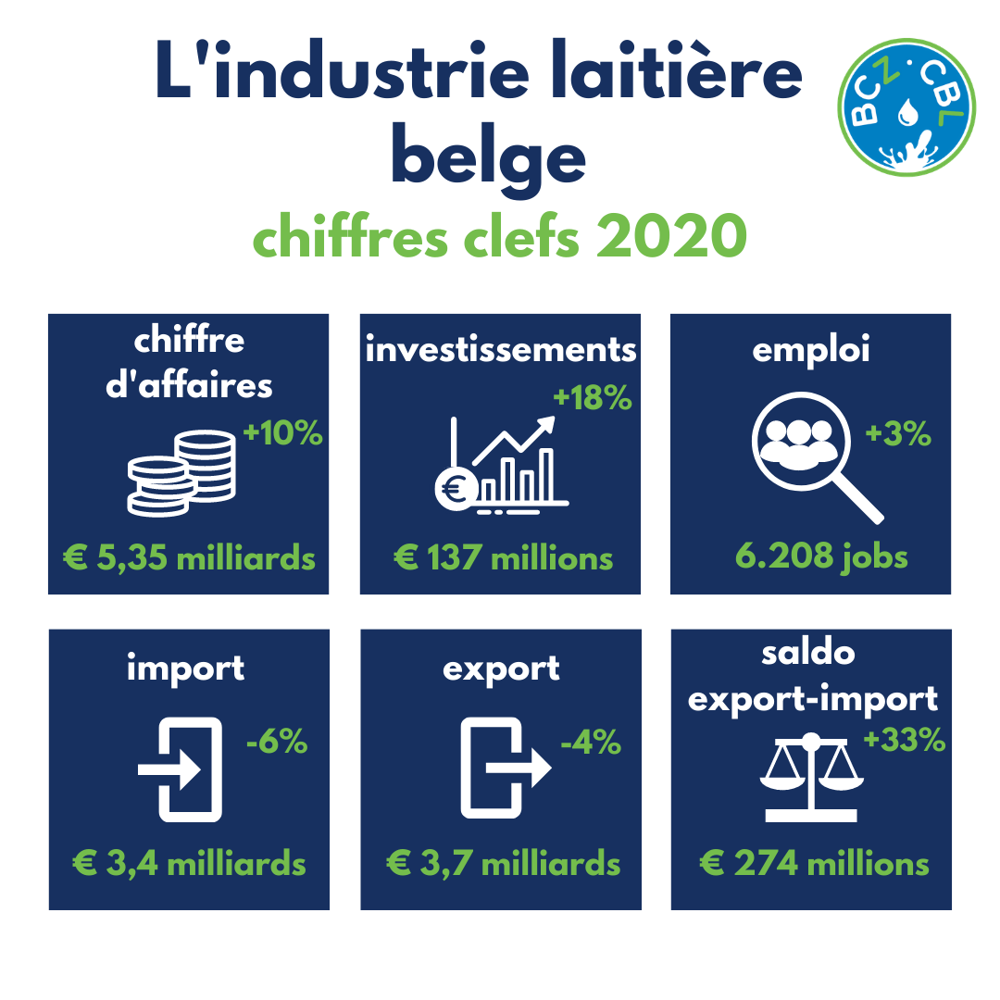 L'industrie laitière
belge
chiffres clefs 2020
BCZ·CBL
chiffre
d'affaires
+10%
€ 5,35 milliards
investissements
+18%
€
€ 137 millions
emploi
+3%
6.208 jobs
import
-6%
€ 3,4 milliards
export
-4%
€ 3,7 milliards
saldo
export-import
+33%
€ 274 millions